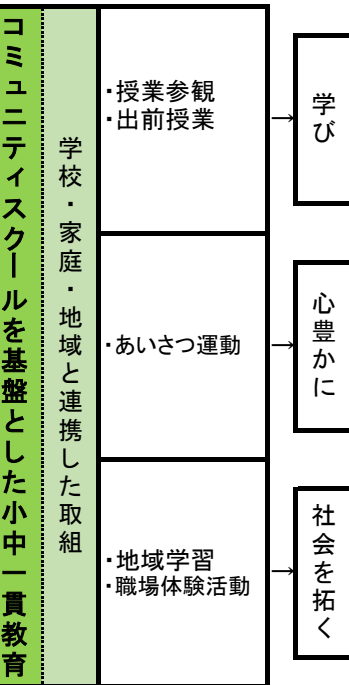 コミュニティスクールを基盤とした小中一貫教育
学校・家庭・地域と連携した取組
・授業参観
・出前授業
→
学び
・あいさつ運動
→
心豊かに
・地域学習
・職場体験活動
→
社会を拓く